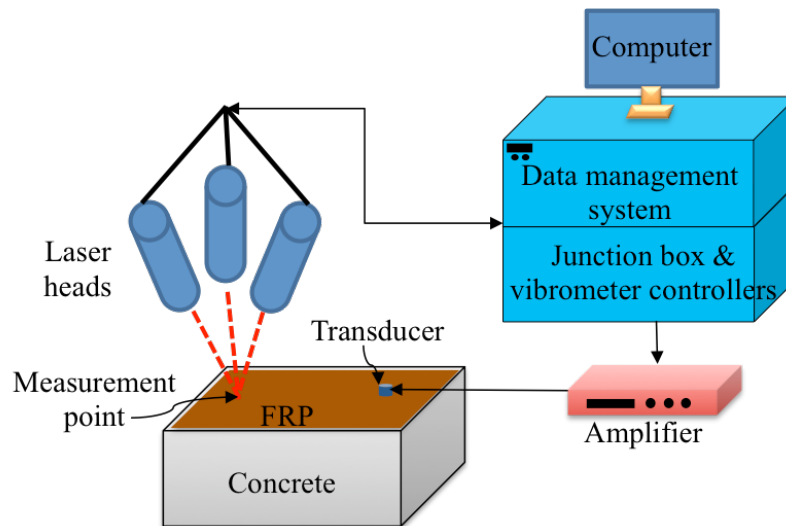 Computer
Data management
system
Junction box &
vibrometer controllers
Laser
heads
Transducer
Measurement
point
FRP
Amplifier
Concrete